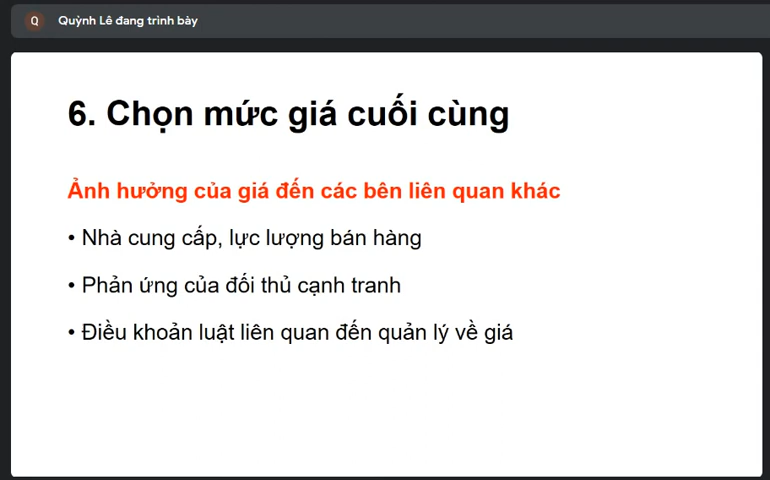 Q
Quỳnh Lê đang trình bày
6. Chọn mức giá cuối cùng
Ảnh hưởng của giá đến các bên liên quan khác
• Nhà cung cấp, lực lượng bán hàng
• Phản ứng của đối thủ cạnh tranh
• Điều khoản luật liên quan đến quản lý về giá